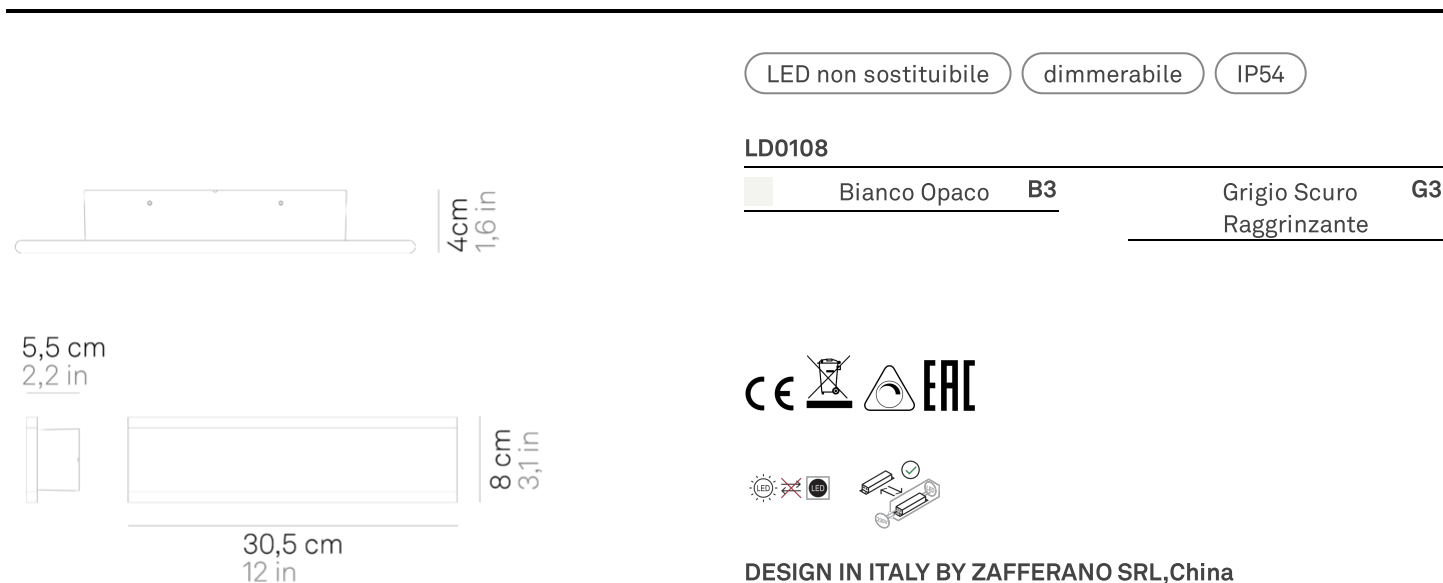 LED non sostituibile dimmerabile IP54
LD0108
Bianco Opaco B3
Grigio Scuro G3
Raggrinzante
4cm
1,6 in
5,5 cm
2,2 in
8 cm
3,1 in
30,5 cm
12 in
CE EAC
LED LED
DESIGN IN ITALY BY ZAFFERANO SRL,China